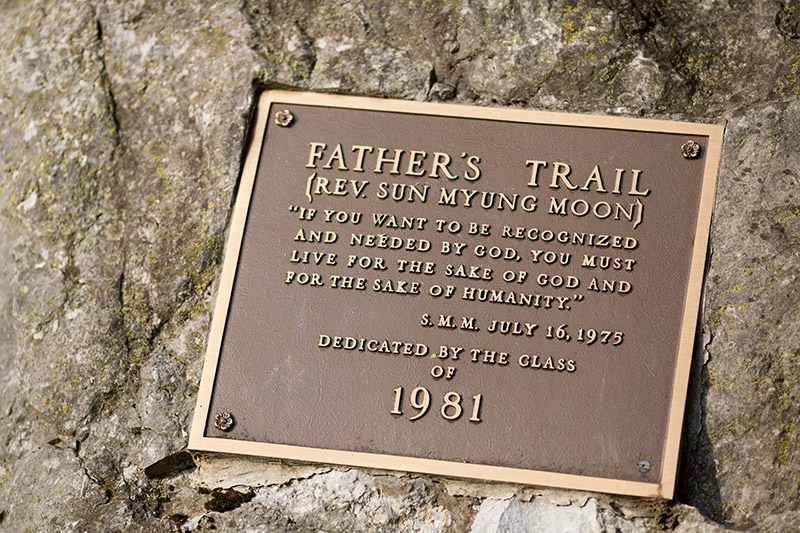 FATHER'S TRAIL
(REV. SUN MYUNG MOON)
"IF YOU WANT TO BE RECOGNIZED
AND NEEDED BY GOD, YOU MUST
LIVE FOR THE SAKE OF GOD AND
FOR THE SAKE OF HUMANITY."
S. M. M. JULY 16, 1975
DEDICATED BY THE CLASS
OF
1981